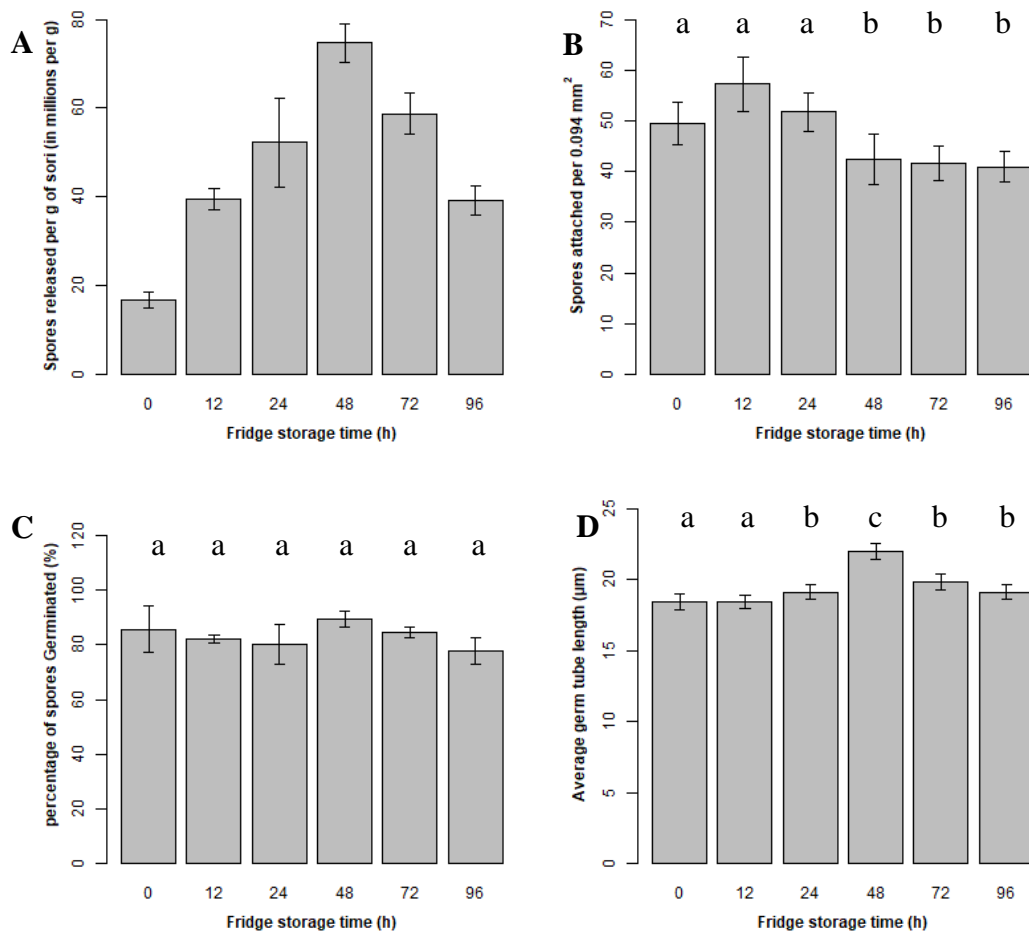 A
Spores released per g of sori (in millions per g)
80
60
40
20
0
0 12 24 48 72 96
Fridge storage time (h)
B
a a a b b b
Spores attached per 0.094 mm²
70
60
50
40
30
20
10
0
0 12 24 48 72 96
Fridge storage time (h)
C
a a a a a a
percentage of spores Germinated (%)
120
100
80
60
40
20
0
0 12 24 48 72 96
Fridge storage time (h)
D
a a b c b b
Average germ tube length (µm)
25
20
15
10
5
0
0 12 24 48 72 96
Fridge storage time (h)